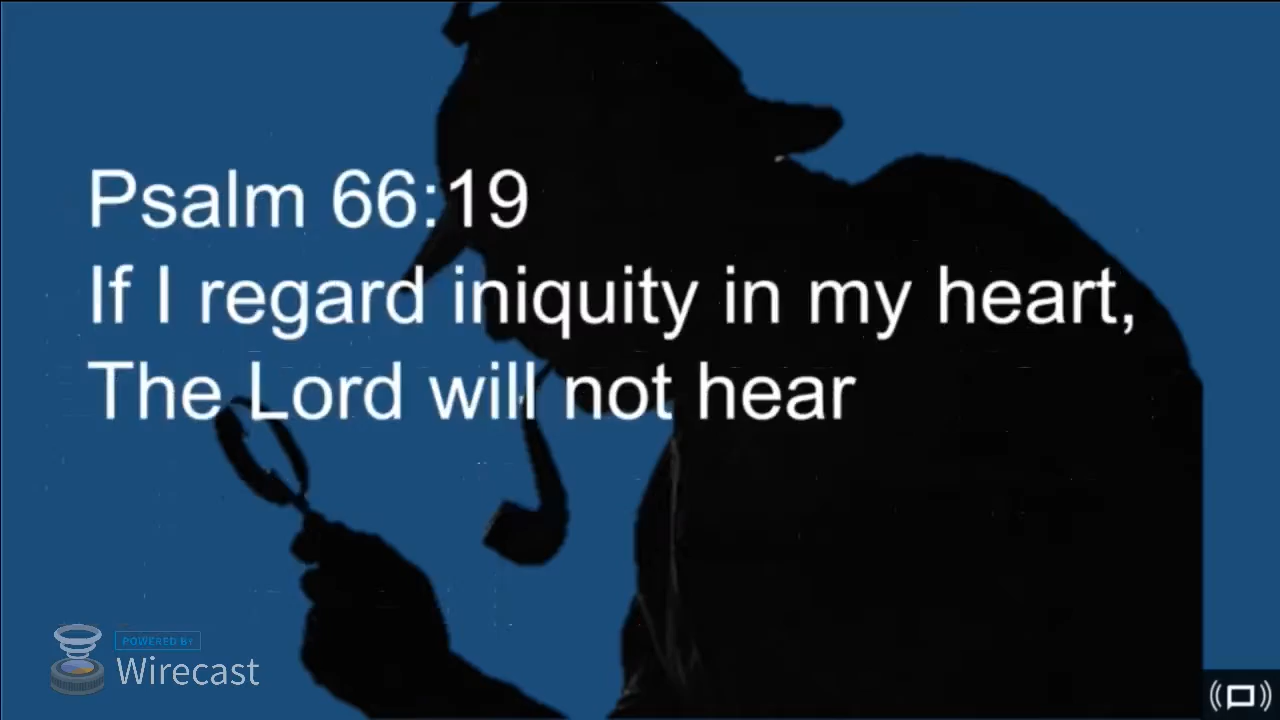 Psalm 66:19
If I regard iniquity in my heart,
The Lord will not hear
POWERED BY
Wirecast